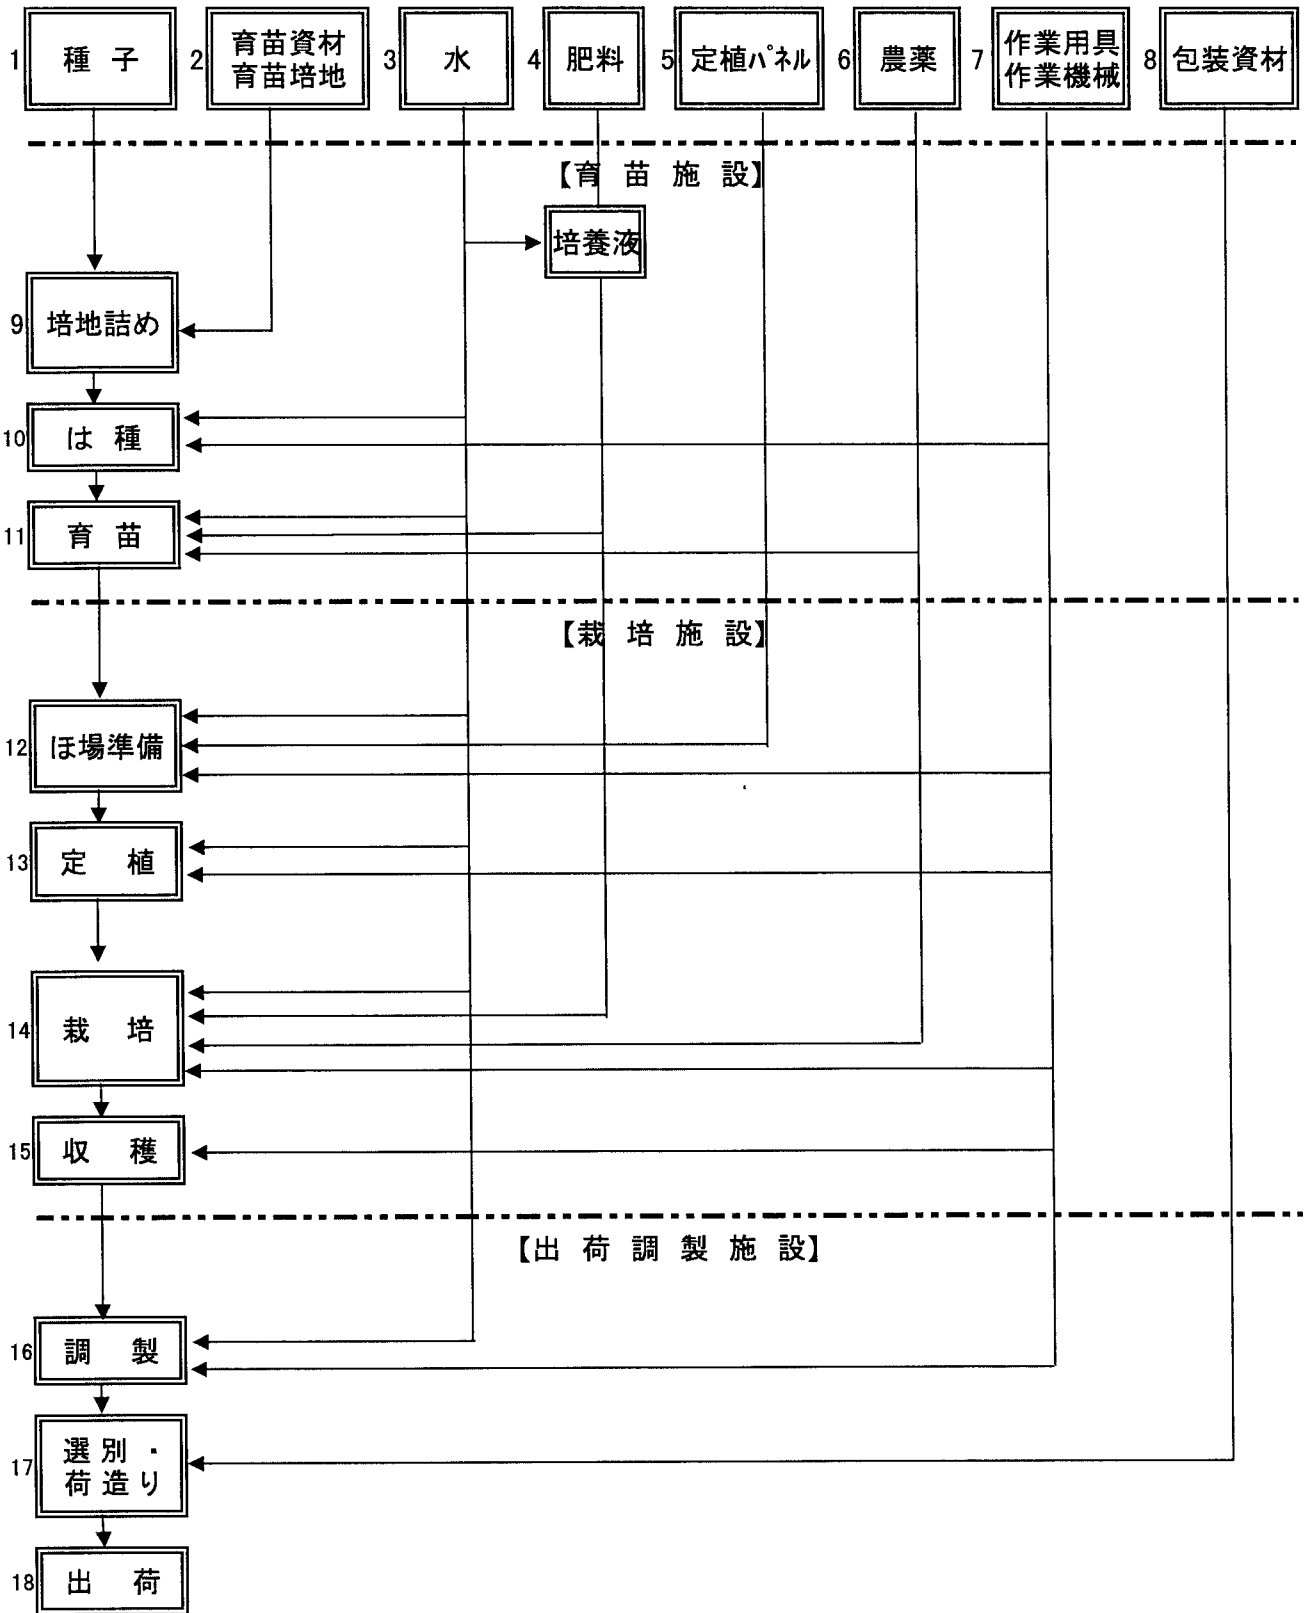 1 種子
2 育苗資材
育苗培地
3 水
4 肥料
5 定植パネル
6 農薬
7 作業用具
作業機械
8 包装資材
【育苗施設】
培養液
9 培地詰め
10 は種
11 育苗
【栽培施設】
12 ほ場準備
13 定植
14 栽培
15 収穫
【出荷調製施設】
16 調製
17 選別・
荷造り
18 出荷